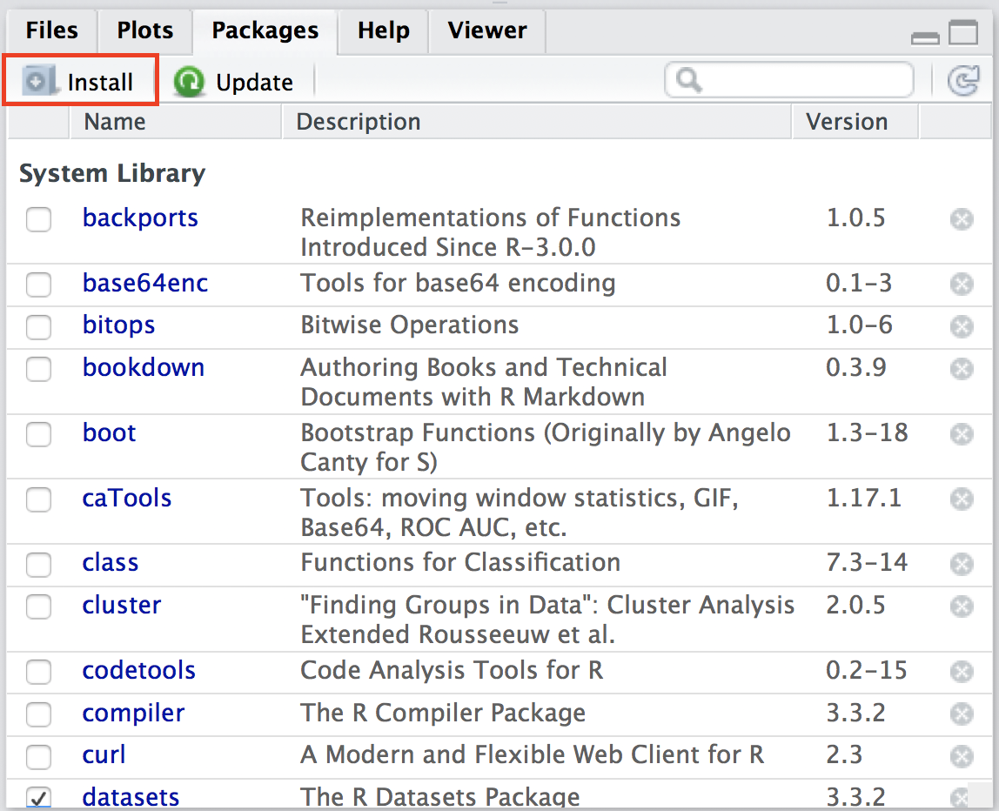 Files Plots Packages Help Viewer
Install Update
Name Description Version
System Library
backports Reimplementations of Functions 1.0.5
Introduced Since R-3.0.0
base64enc Tools for base64 encoding 0.1-3
bitops Bitwise Operations 1.0-6
bookdown Authoring Books and Technical 0.3.9
Documents with R Markdown
boot Bootstrap Functions (Originally by Angelo 1.3-18
Canty for S)
caTools Tools: moving window statistics, GIF, 1.17.1
Base64, ROC AUC, etc.
class Functions for Classification 7.3-14
cluster "Finding Groups in Data": Cluster Analysis 2.0.5
Extended Rousseeuw et al.
codetools Code Analysis Tools for R 0.2-15
compiler The R Compiler Package 3.3.2
curl A Modern and Flexible Web Client for R 2.3
datasets The R Datasets Package 3.3.2